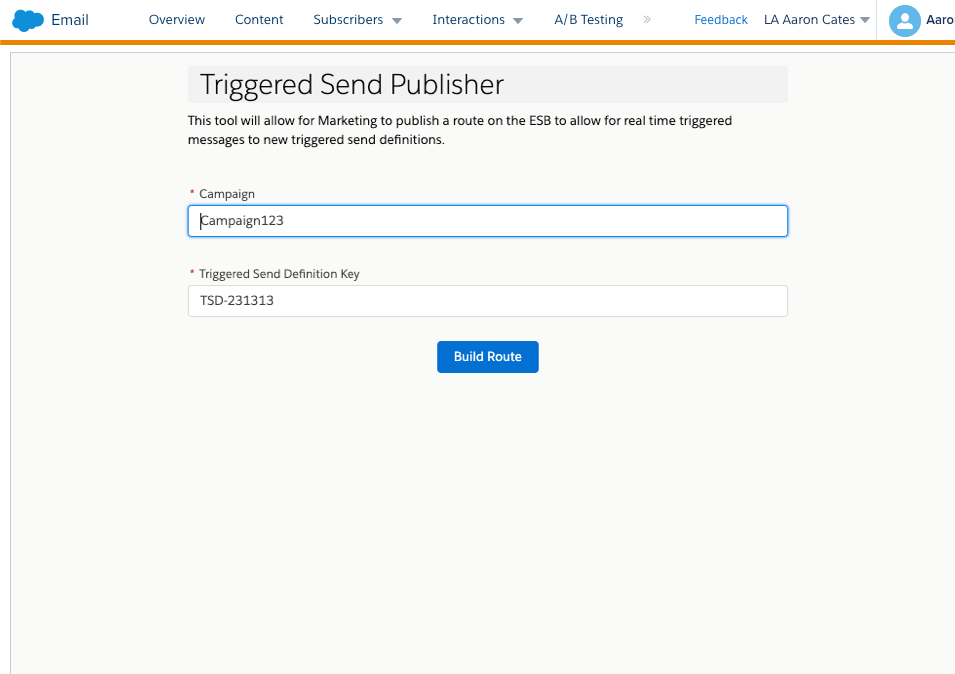 Email Overview Content Subscribers Interactions A/B Testing » Feedback LA Aaron Cates Aaro
Triggered Send Publisher
This tool will allow for Marketing to publish a route on the ESB to allow for real time triggered
messages to new triggered send definitions.
* Campaign
Campaign123
* Triggered Send Definition Key
TSD-231313
Build Route